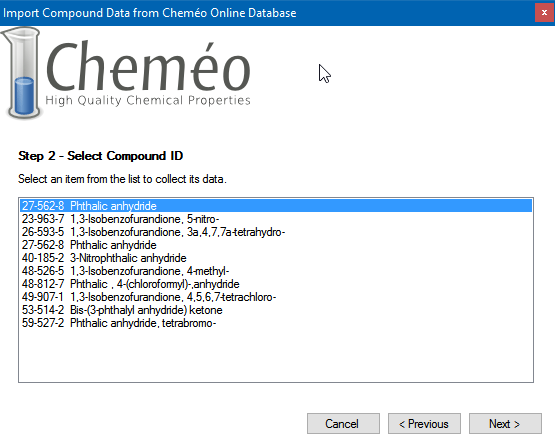 Import Compound Data from Cheméo Online Database
x
Cheméo
High Quality Chemical Properties
Step 2 - Select Compound ID
Select an item from the list to collect its data.
27-562-8 Phthalic anhydride
23-963-7 1,3-Isobenzofurandione, 5-nitro-
26-593-5 1,3-Isobenzofurandione, 3a,4,7,7a-tetrahydro-
27-562-8 Phthalic anhydride
40-185-2 3-Nitrophthalic anhydride
48-526-5 1,3-Isobenzofurandione, 4-methyl-
48-812-7 Phthalic , 4-(chloroformyl)-,anhydride
49-907-1 1,3-Isobenzofurandione, 4,5,6,7-tetrachloro-
53-514-2 Bis-(3-phthalyl anhydride) ketone
59-527-2 Phthalic anhydride, tetrabromo-
Cancel
< Previous
Next >